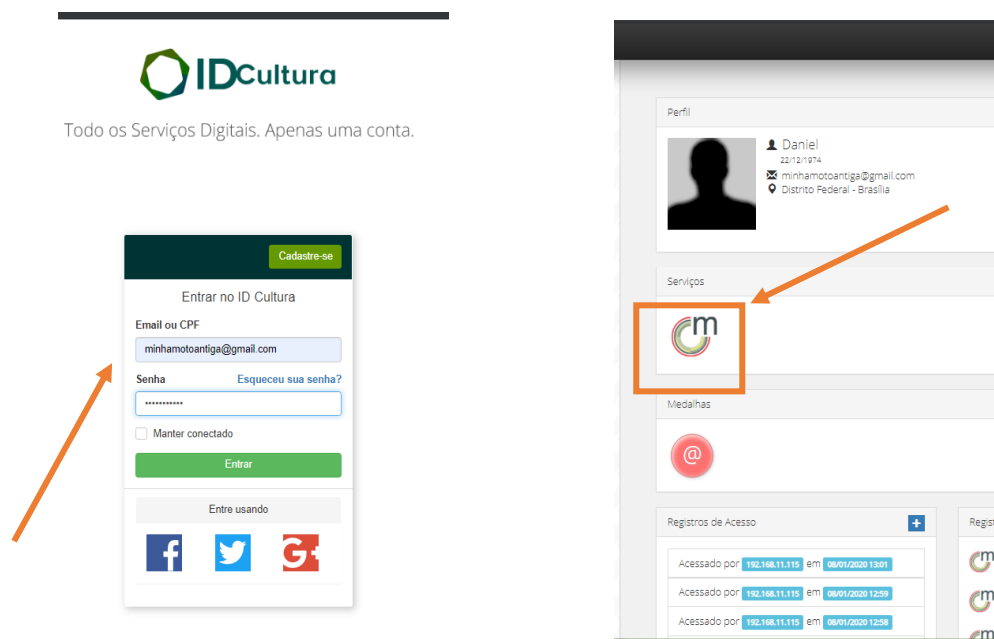 IDCultura
Todo os Serviços Digitais. Apenas uma conta.
Cadastre-se
Entrar no ID Cultura
Email ou CPF
minhamotoantiga@gmail.com
Senha Esqueceu sua senha?
Manter conectado
Entrar
Entre usando
f
G+
Perfil
Daniel
22/12/1974
minhamotoantiga@gmail.com
Distrito Federal - Brasília
Serviços
m
Medalhas
@
Registros de Acesso +
Acessado por 192.168.11.115 em 08/01/2020 13:01
Acessado por 192.168.11.115 em 08/01/2020 12:59
Acessado por 192.168.11.115 em 08/01/2020 12:58
Regist
m
m
m